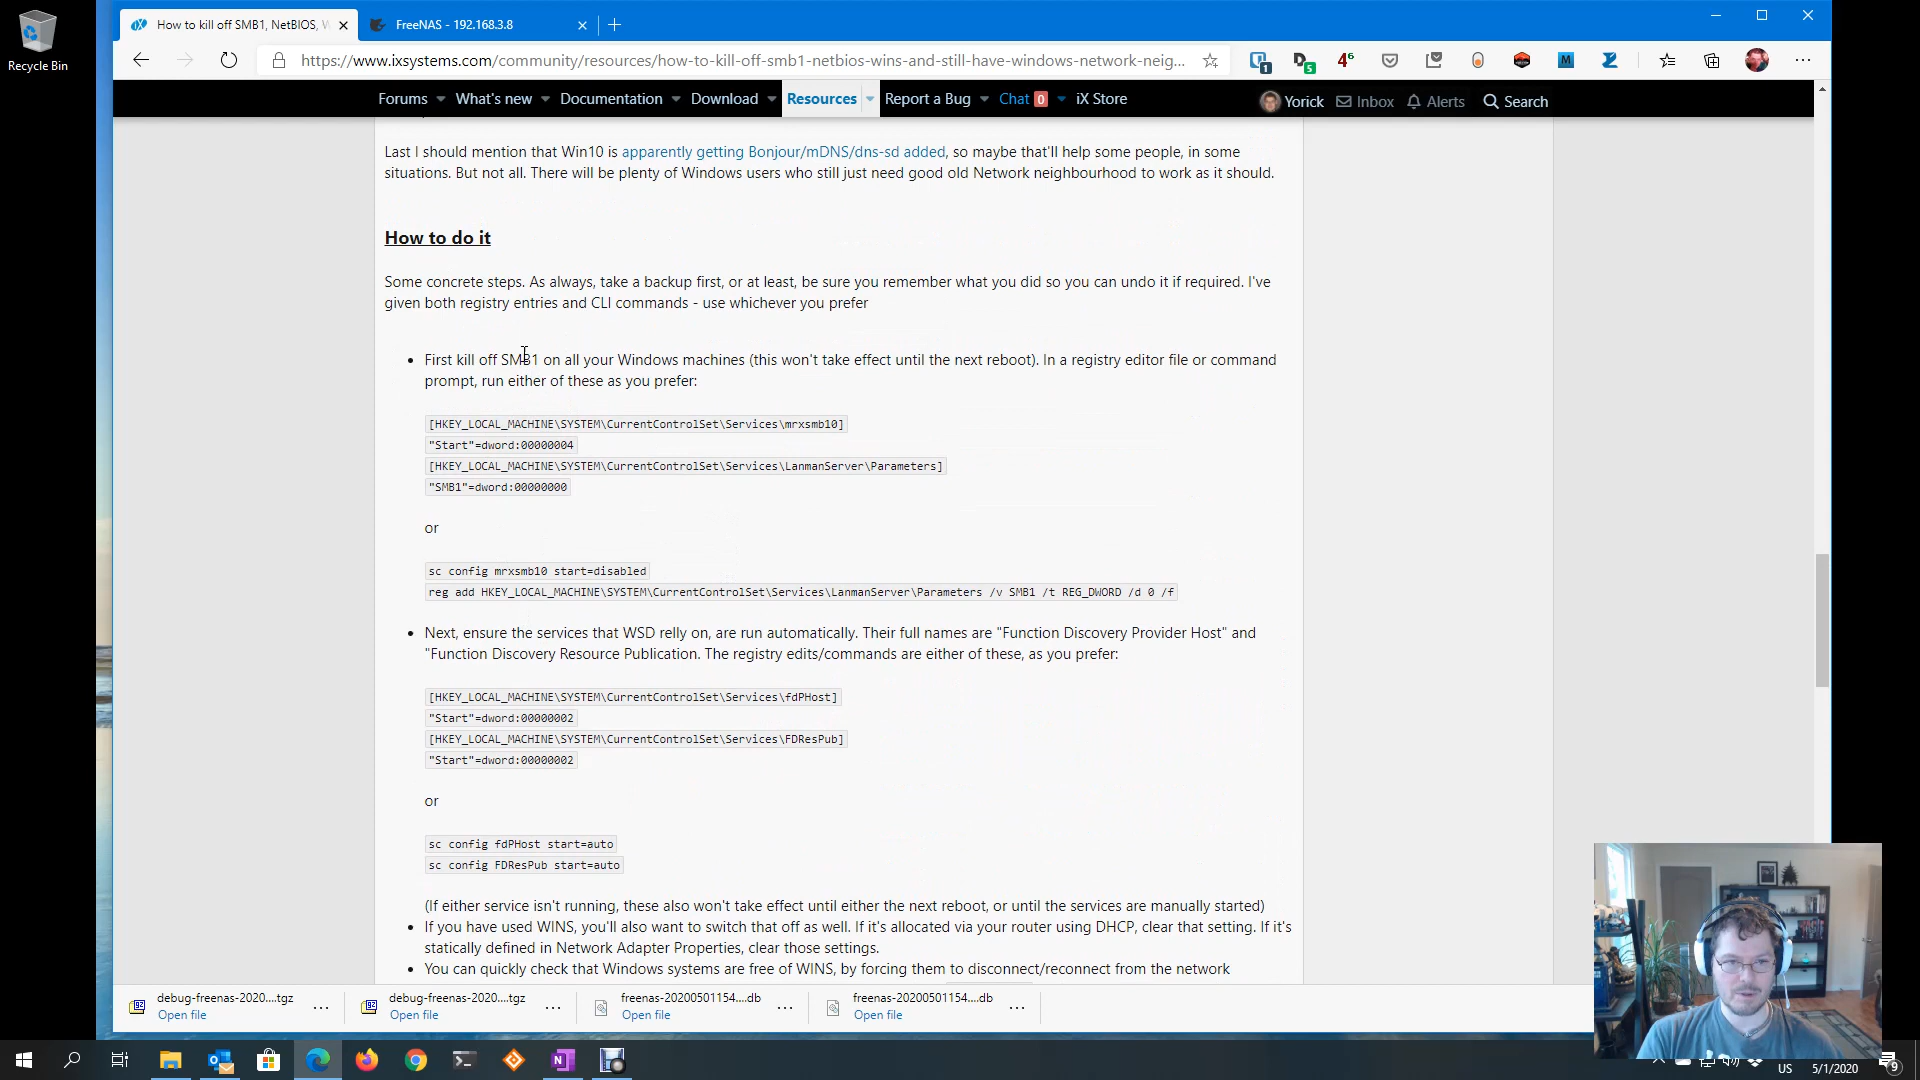 Recycle Bin
How to kill off SMB1, NetBIOS, W
FreeNAS - 192.168.3.8
https://www.ixsystems.com/community/resources/how-to-kill-off-smb1-netbios-wins-and-still-have-windows-network-neig...
Forums What's new Documentation Download Resources Report a Bug Chat 0 iX Store Yorick Inbox Alerts Search
Last I should mention that Win10 is apparently getting Bonjour/mDNS/dns-sd added, so maybe that'll help some people, in some
situations. But not all. There will be plenty of Windows users who still just need good old Network neighbourhood to work as it should.
How to do it
Some concrete steps. As always, take a backup first, or at least, be sure you remember what you did so you can undo it if required. I've
given both registry entries and CLI commands - use whichever you prefer
• First kill off SMB1 on all your Windows machines (this won't take effect until the next reboot). In a registry editor file or command
prompt, run either of these as you prefer:
[HKEY_LOCAL_MACHINE\SYSTEM\CurrentControlSet\Services\mrxsmb10]
"Start"=dword:00000004
[HKEY_LOCAL_MACHINE\SYSTEM\CurrentControlSet\Services\LanmanServer\Parameters]
"SMB1"=dword:00000000
or
sc config mrxsmb10 start=disabled
reg add HKEY_LOCAL_MACHINE\SYSTEM\CurrentControlSet\Services\LanmanServer\Parameters /v SMB1 /t REG_DWORD /d 0 /f
• Next, ensure the services that WSD rely on, are run automatically. Their full names are "Function Discovery Provider Host" and
"Function Discovery Resource Publication. The registry edits/commands are either of these, as you prefer:
[HKEY_LOCAL_MACHINE\SYSTEM\CurrentControlSet\Services\fdPHost]
"Start"=dword:00000002
[HKEY_LOCAL_MACHINE\SYSTEM\CurrentControlSet\Services\FDResPub]
"Start"=dword:00000002
or
sc config fdPHost start=auto
sc config FDResPub start=auto
(If either service isn't running, these also won't take effect until either the next reboot, or until the services are manually started)
• If you have used WINS, you'll also want to switch that off as well. If it's allocated via your router using DHCP, clear that setting. If it's
statically defined in Network Adapter Properties, clear those settings.
• You can quickly check that Windows systems are free of WINS, by forcing them to disconnect/reconnect from the network
debug-freenas-2020....tgz
Open file
debug-freenas-2020....tgz
Open file
freenas-20200501154....db
Open file
freenas-20200501154....db
Open file
US 5/1/2020